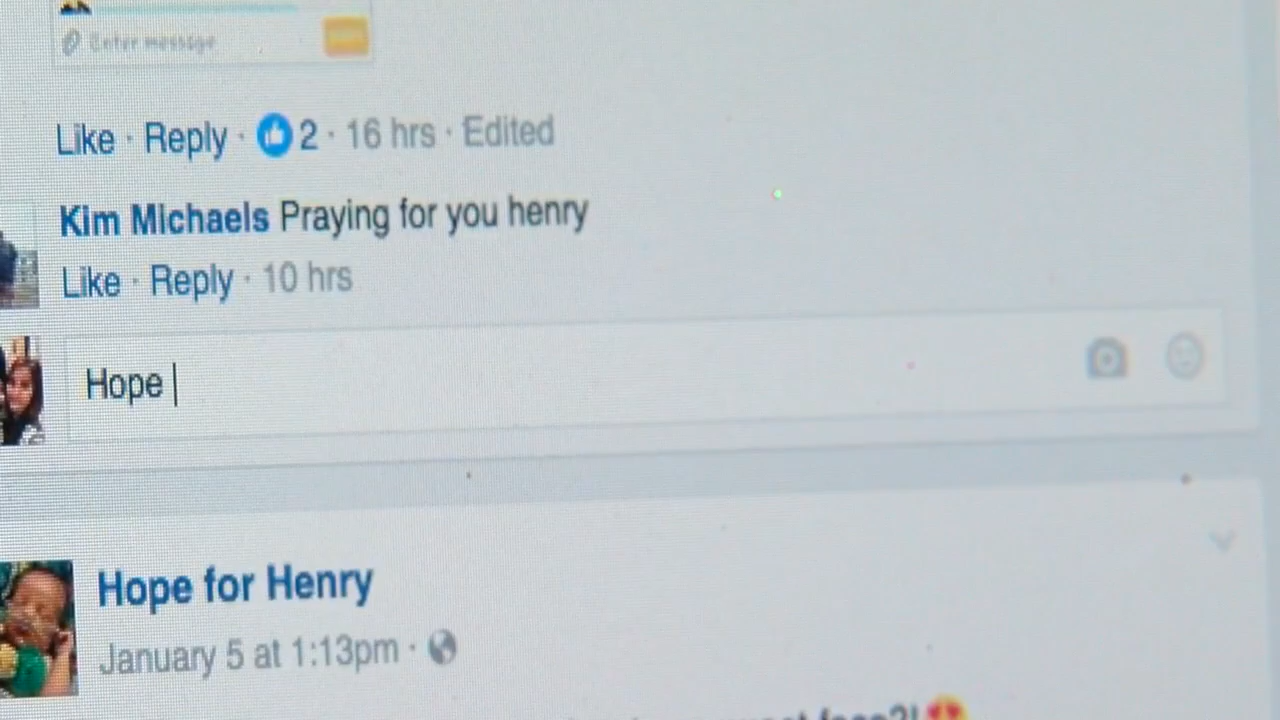 Enter message
Like · Reply · 2 · 16 hrs · Edited
Kim Michaels Praying for you henry
Like · Reply · 10 hrs
Hope
Hope for Henry
January 5 at 1:13pm ·